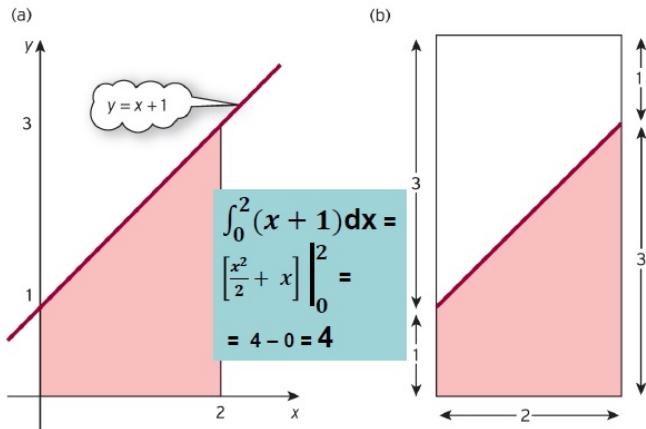 (a)
(b)
y
y = x + 1
3
1
2
x
∫₀²(x + 1)dx =
[x²/2 + x] |₀² =
= 4 – 0 = 4
1
3
3
1
2